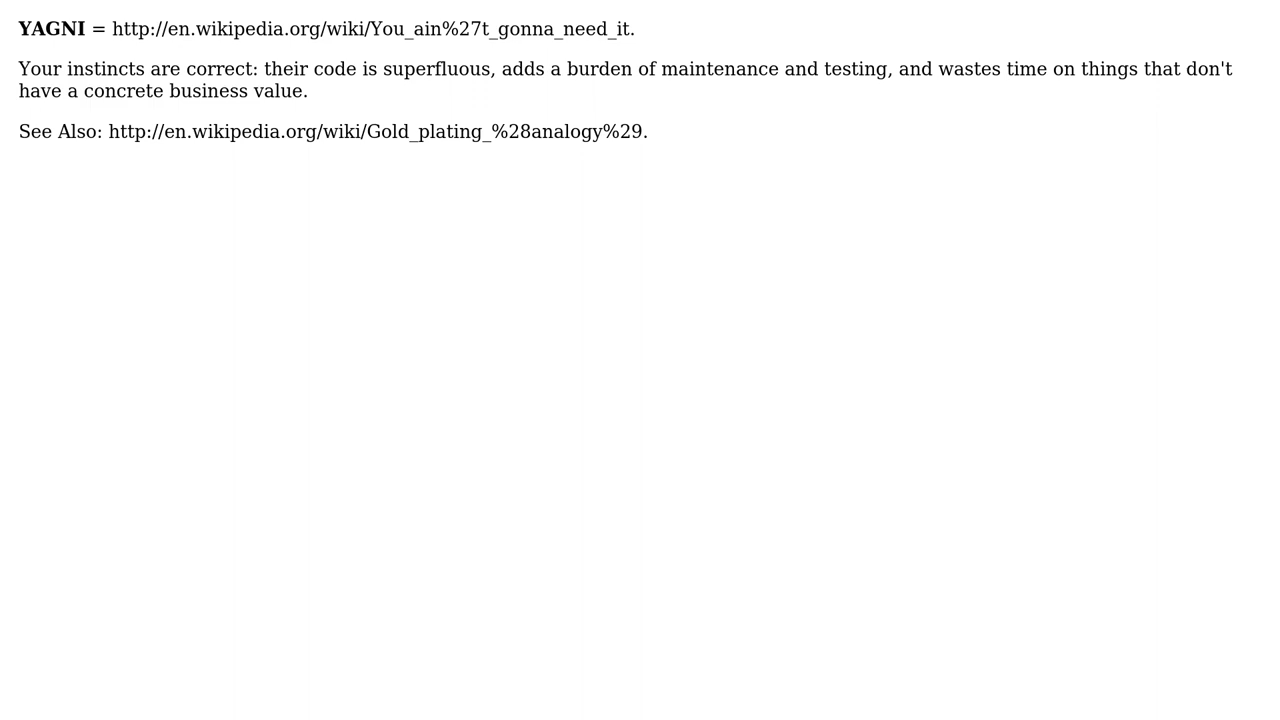 YAGNI = http://en.wikipedia.org/wiki/You_ain%27t_gonna_need_it.
Your instincts are correct: their code is superfluous, adds a burden of maintenance and testing, and wastes time on things that don't
have a concrete business value.
See Also: http://en.wikipedia.org/wiki/Gold_plating_%28analogy%29.